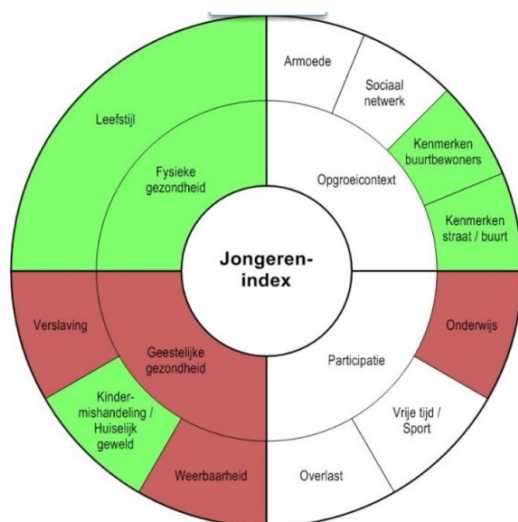 Armoede
Sociaal
netwerk
Leefstijl
Kenmerken
buurtbewoners
Fysieke
gezondheid
Opgroeicontext
Kenmerken
straat / buurt
Jongeren-
index
Verslaving
Geestelijke
gezondheid
Participatie
Onderwijs
Kinder-
mishandeling /
Huiselijk
geweld
Vrije tijd /
Sport
Weerbaarheid
Overlast